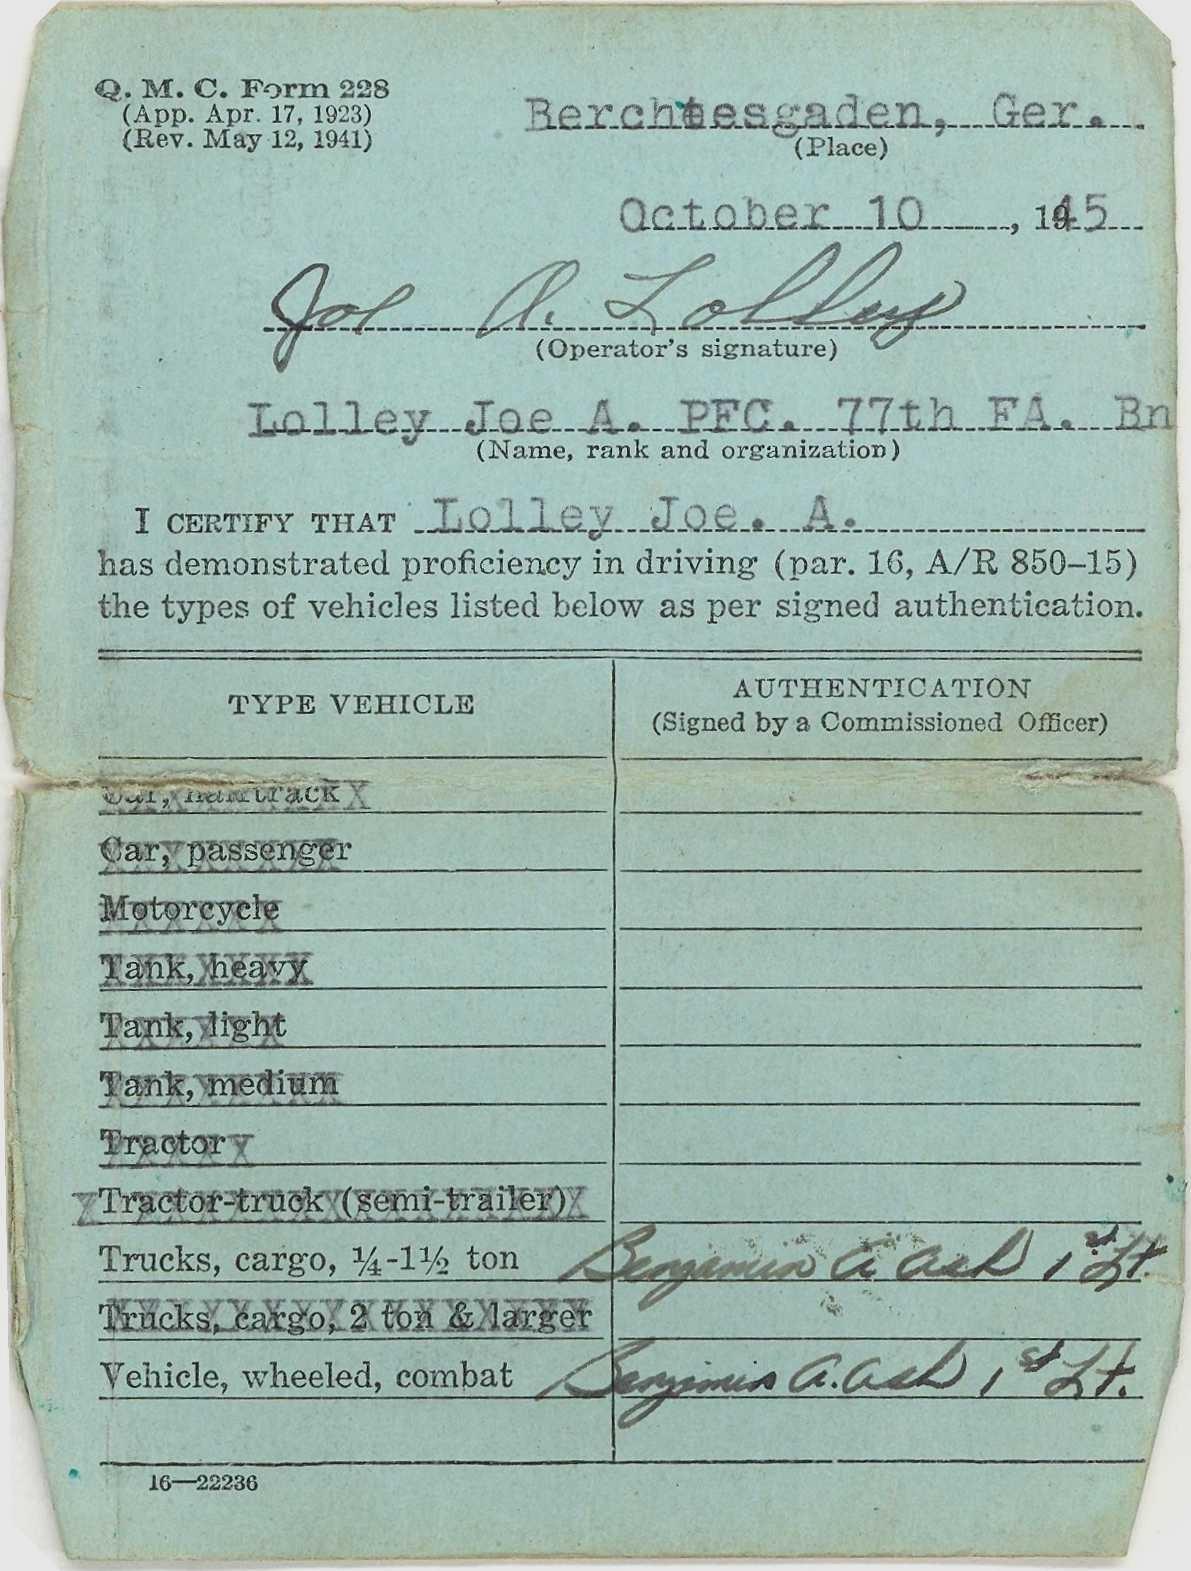 Q. M. C. Form 228
(App. Apr. 17, 1923)
(Rev. May 12, 1941)
Berchtesgaden, Ger.
(Place)
October 10, 1945
Joe A. Lolley
(Operator's signature)
Lolley Joe A. PFC. 77th FA. Bn
(Name, rank and organization)
I CERTIFY THAT Lolley Joe. A.
has demonstrated proficiency in driving (par. 16, A/R 850–15)
the types of vehicles listed below as per signed authentication.
TYPE VEHICLE
AUTHENTICATION
(Signed by a Commissioned Officer)
Car, halftrack
Car, passenger
Motorcycle
Tank, heavy
Tank, light
Tank, medium
Tractor
Tractor-truck (semi-trailer)
Trucks, cargo, ¼-1½ ton Benjamin A Ash 1st Lt.
Trucks, cargo, 2 ton & larger
Vehicle, wheeled, combat Benjamin A. Ash 1st Lt.
16—22236